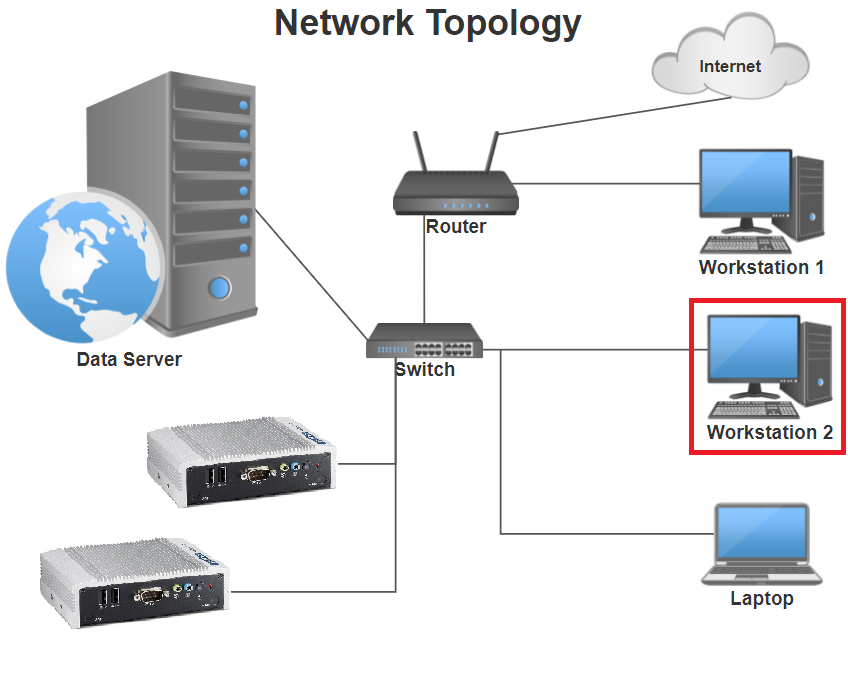 Network Topology
Internet
Router
Workstation 1
Data Server
Switch
Workstation 2
Laptop